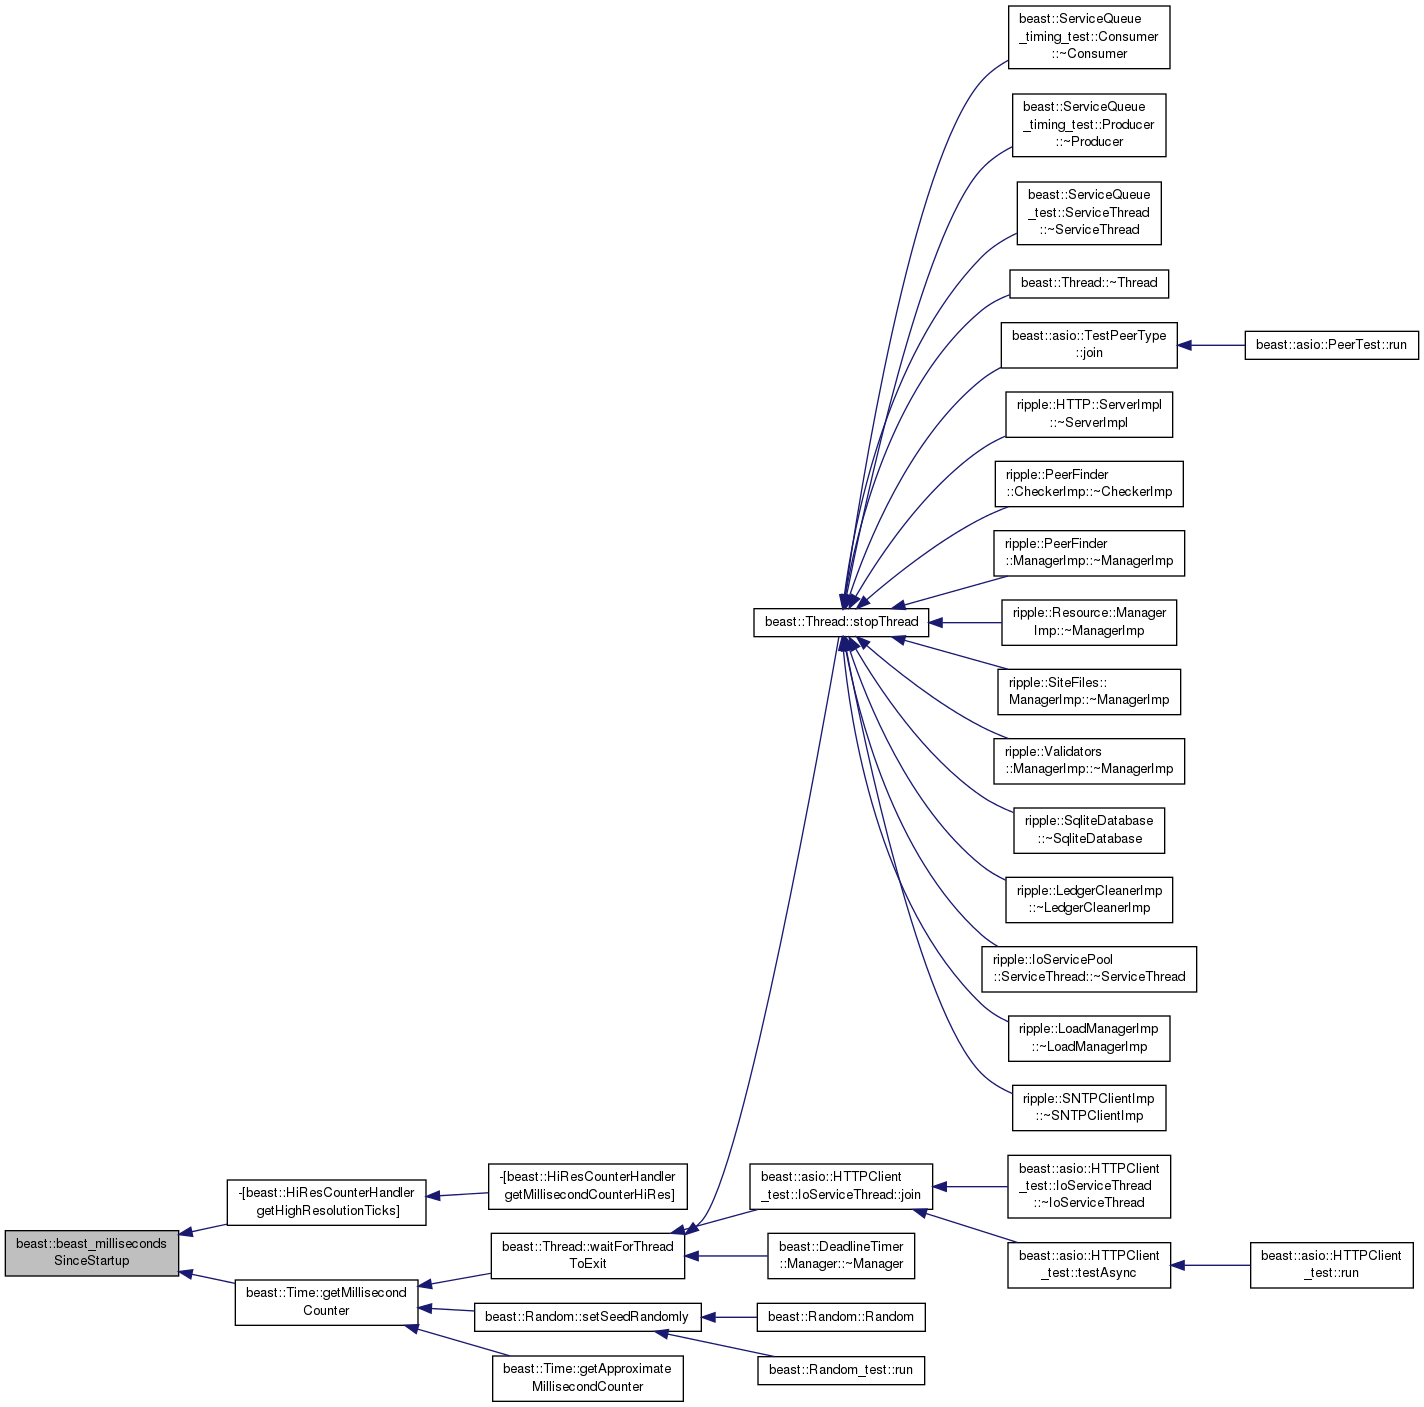 beast::ServiceQueue
_timing_test::Consumer
::~Consumer
beast::ServiceQueue
_timing_test::Producer
::~Producer
beast::ServiceQueue
_test::ServiceThread
::~ServiceThread
beast::Thread::~Thread
beast::asio::TestPeerType
::join
beast::asio::PeerTest::run
ripple::HTTP::ServerImpl
::~ServerImpl
ripple::PeerFinder
::CheckerImp::~CheckerImp
ripple::PeerFinder
::ManagerImp::~ManagerImp
beast::Thread::stopThread
ripple::Resource::Manager
Imp::~ManagerImp
ripple::SiteFiles::
ManagerImp::~ManagerImp
ripple::Validators
::ManagerImp::~ManagerImp
ripple::SqliteDatabase
::~SqliteDatabase
ripple::LedgerCleanerImp
::~LedgerCleanerImp
ripple::IoServicePool
::ServiceThread::~ServiceThread
ripple::LoadManagerImp
::~LoadManagerImp
ripple::SNTPClientImp
::~SNTPClientImp
-[beast::HiResCounterHandler
getHighResolutionTicks]
-[beast::HiResCounterHandler
getMillisecondCounterHiRes]
beast::asio::HTTPClient
_test::IoServiceThread::join
beast::asio::HTTPClient
_test::IoServiceThread
::~IoServiceThread
beast::beast_milliseconds
SinceStartup
beast::Thread::waitForThread
ToExit
beast::DeadlineTimer
::Manager::~Manager
beast::asio::HTTPClient
_test::testAsync
beast::asio::HTTPClient
_test::run
beast::Time::getMillisecond
Counter
beast::Random::setSeedRandomly
beast::Random::Random
beast::Time::getApproximate
MillisecondCounter
beast::Random_test::run